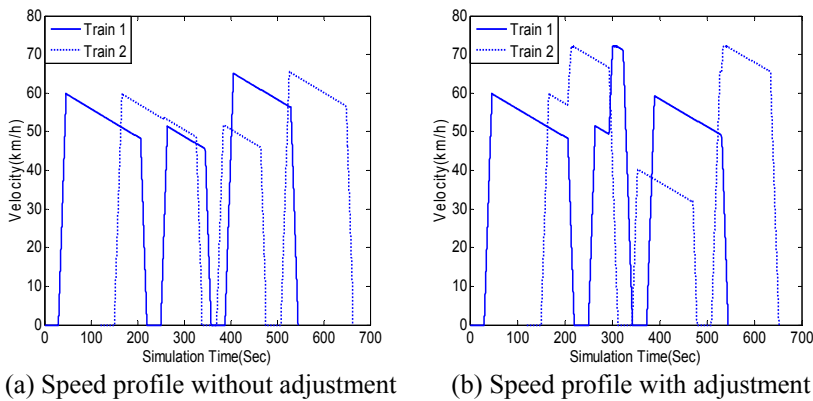 80
70
60
50
40
30
20
10
0
Velocity(km/h)
Train 1
Train 2
0 100 200 300 400 500 600 700
Simulation Time(Sec)
(a) Speed profile without adjustment
80
70
60
50
40
30
20
10
0
Velocity(km/h)
Train 1
Train 2
0 100 200 300 400 500 600 700
Simulation Time(Sec)
(b) Speed profile with adjustment